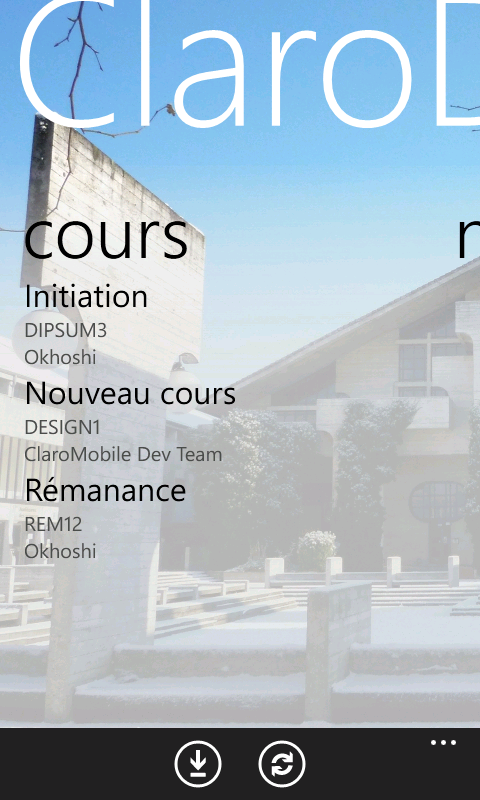 ClaroD
cours
n
Initiation
DIPSUM3
Okhoshi
Nouveau cours
DESIGN1
ClaroMobile Dev Team
Rémanance
REM12
Okhoshi